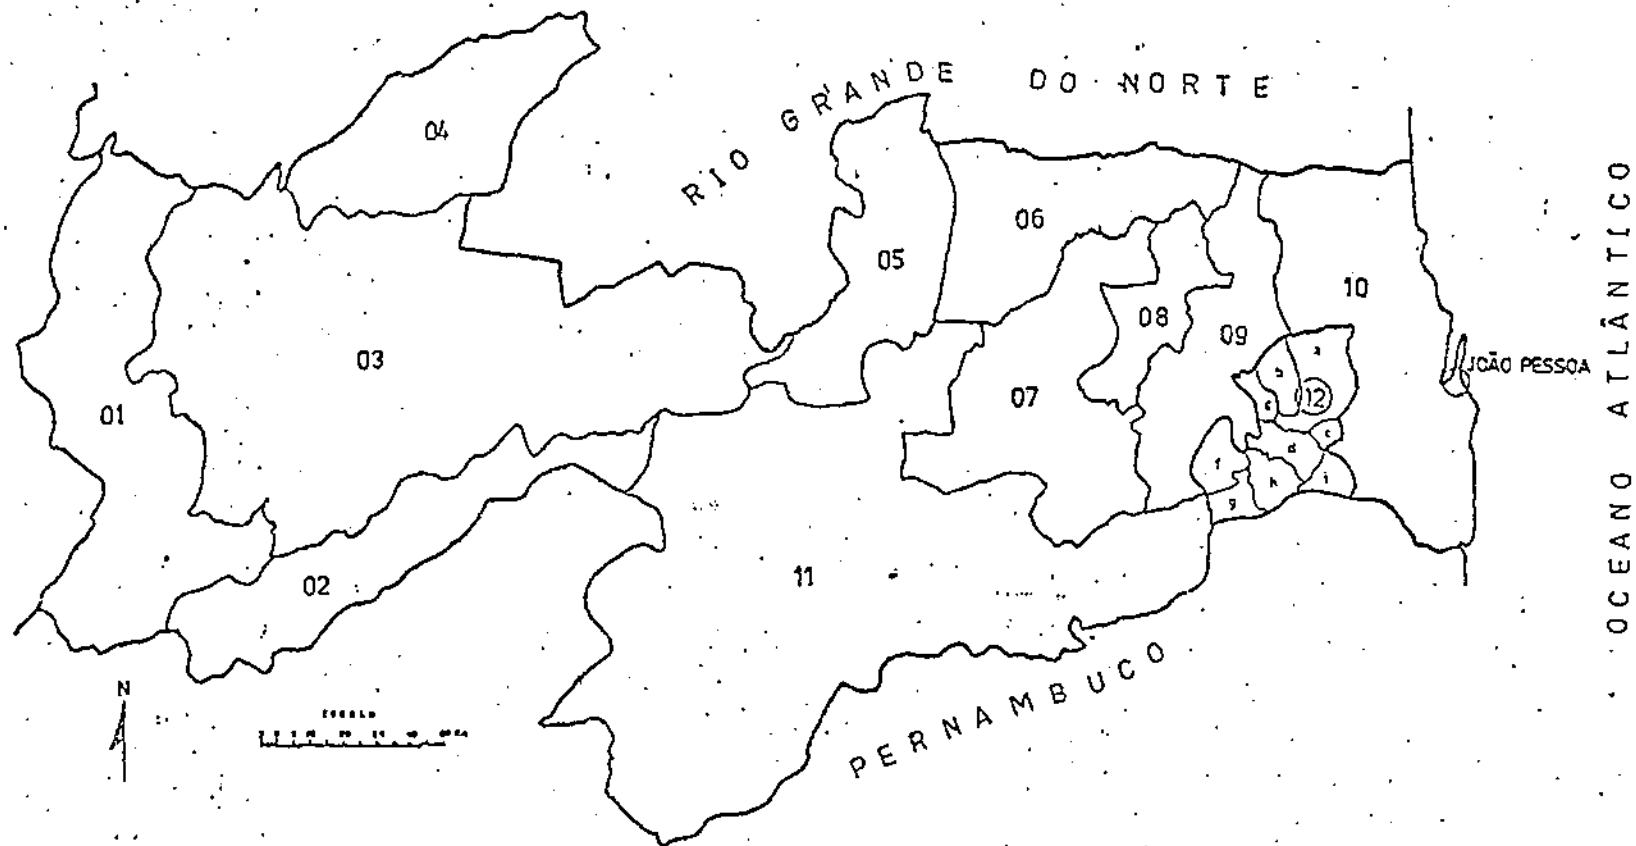 RIO GRANDE DO NORTE
04
06
05
10
08
09
03
a
JOÃO PESSOA
b
07
12
01
c
d
f
h
i
g
11
02
N
PERNAMBUCO
OCEANO ATLÂNTICO